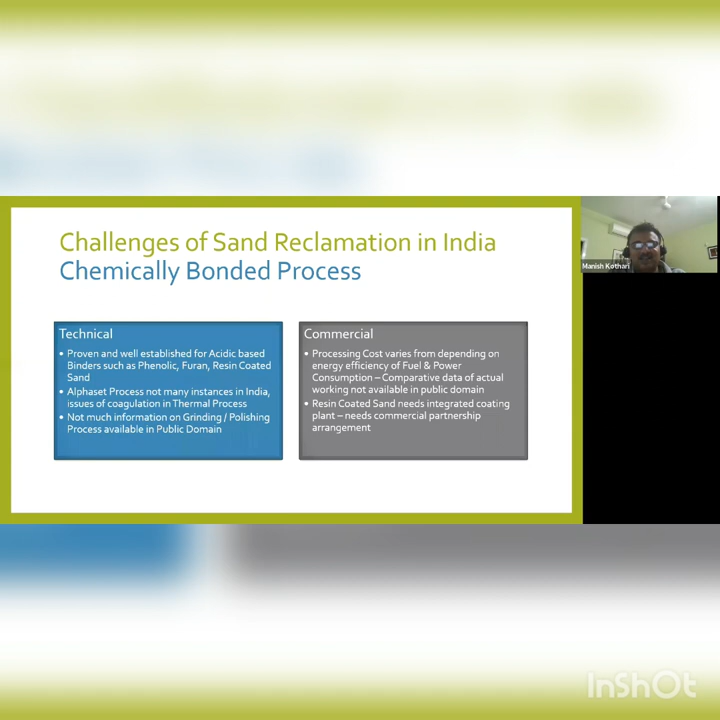 Challenges of Sand Reclamation in India
Chemically Bonded Process
Technical
• Proven and well established for Acidic based
Binders such as Phenolic, Furan, Resin Coated
Sand
• Alphaset Process not many instances in India,
issues of coagulation in Thermal Process
• Not much information on Grinding / Polishing
Process available in Public Domain
Commercial
• Processing Cost varies from depending on
energy efficiency of Fuel & Power
Consumption – Comparative data of actual
working not available in public domain
• Resin Coated Sand needs integrated coating
plant – needs commercial partnership
arrangement
Manish Kothari
InShOt